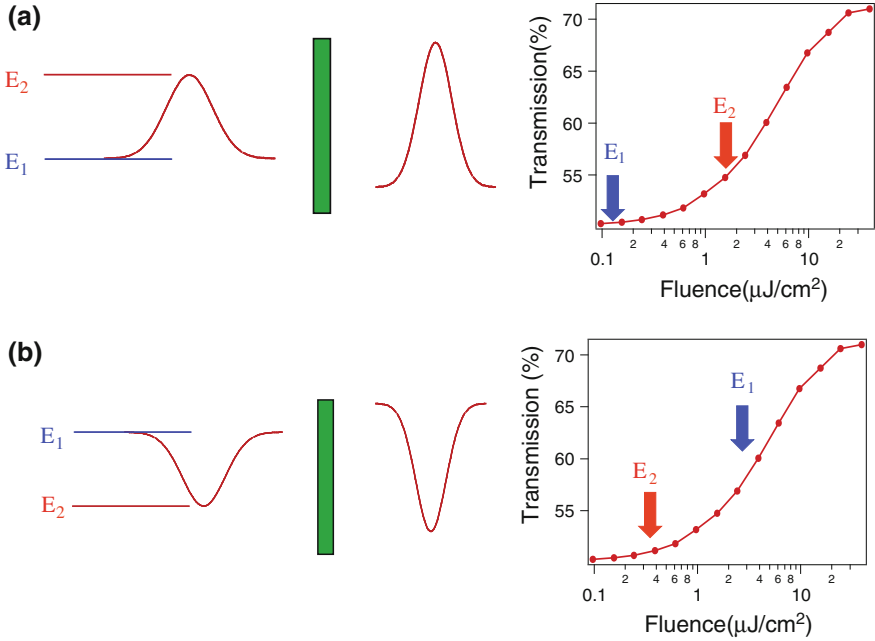 (a)
E2
E1
Transmission(%)
70
65
60
55
E1
E2
2 4 6 8 2 4 6 8 2
0.1 1 10
Fluence(μJ/cm2)
(b)
E1
E2
Transmission (%)
70
65
60
55
E1
E2
2 4 6 8 2 4 6 8 2
0.1 1 10
Fluence(μJ/cm2)